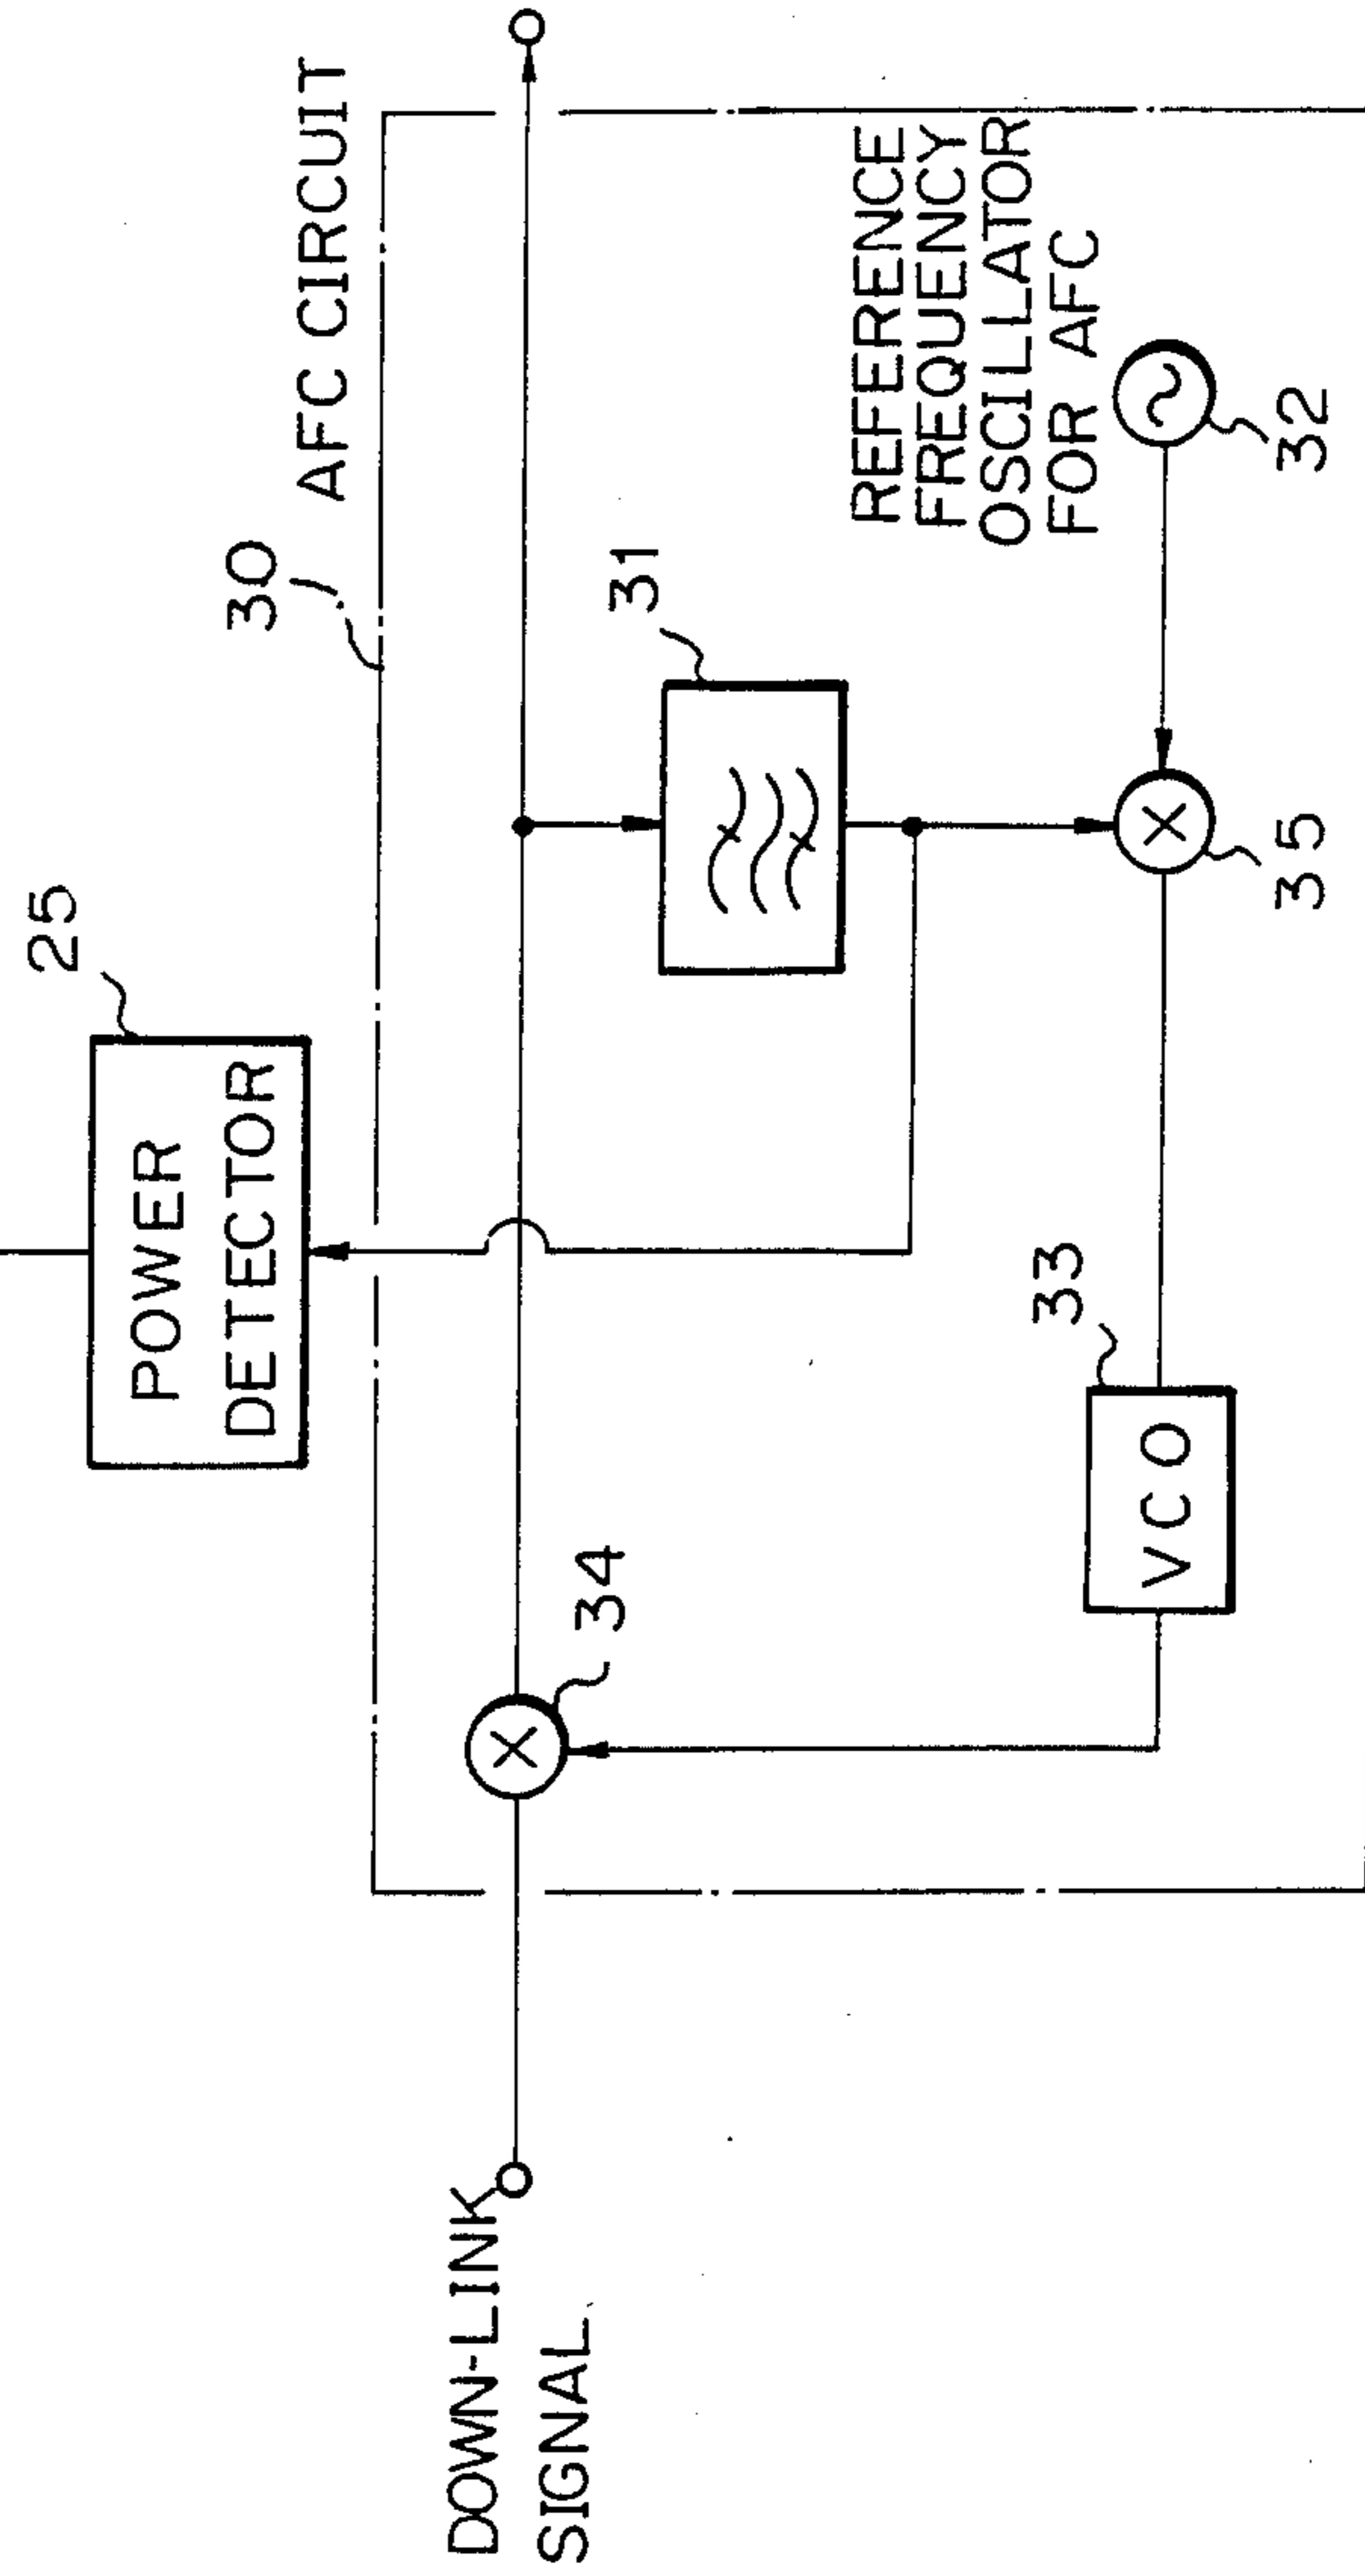 25
POWER
DETECTOR
30
AFC CIRCUIT
DOWN-LINK
SIGNAL
34
31
REFERENCE
FREQUENCY
OSCILLATOR
FOR AFC
33
VCO
35
32